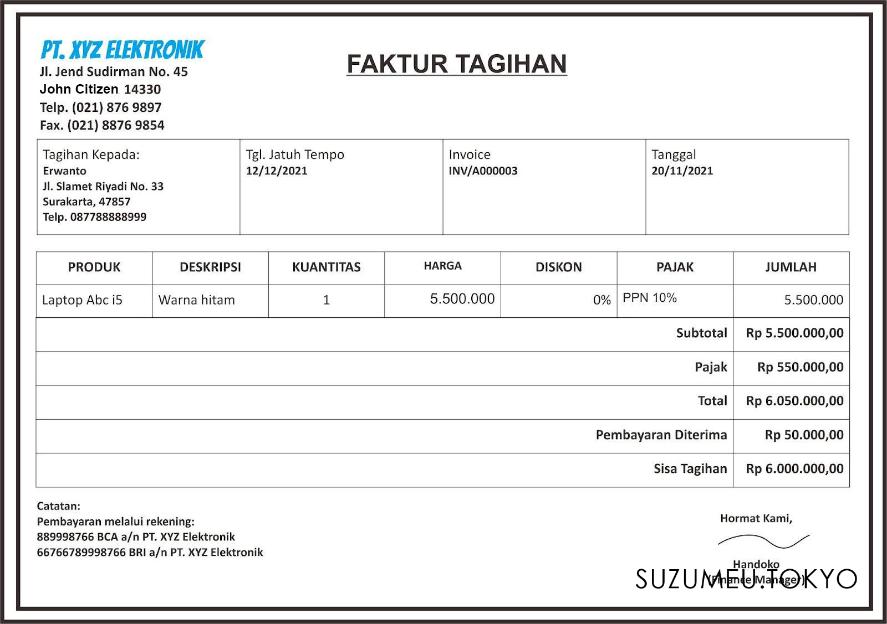 PT. XYZ ELEKTRONIK
Jl. Jend Sudirman No. 45
John Citizen 14330
Telp. (021) 876 9897
Fax. (021) 8876 9854
FAKTUR TAGIHAN
Tagihan Kepada:
Erwanto
Jl. Slamet Riyadi No. 33
Surakarta, 47857
Telp. 087788888999
Tgl. Jatuh Tempo
12/12/2021
Invoice
INV/A000003
Tanggal
20/11/2021
PRODUK DESKRIPSI KUANTITAS HARGA DISKON PAJAK JUMLAH
Laptop Abc i5 Warna hitam 1 5.500.000 0% PPN 10% 5.500.000
Subtotal Rp 5.500.000,00
Pajak Rp 550.000,00
Total Rp 6.050.000,00
Pembayaran Diterima Rp 50.000,00
Sisa Tagihan Rp 6.000.000,00
Catatan:
Pembayaran melalui rekening:
889998766 BCA a/n PT. XYZ Elektronik
66766789998766 BRI a/n PT. XYZ Elektronik
Hormat Kami,
Handoko
(Finance Manager)
SUZUMEU.TOKYO